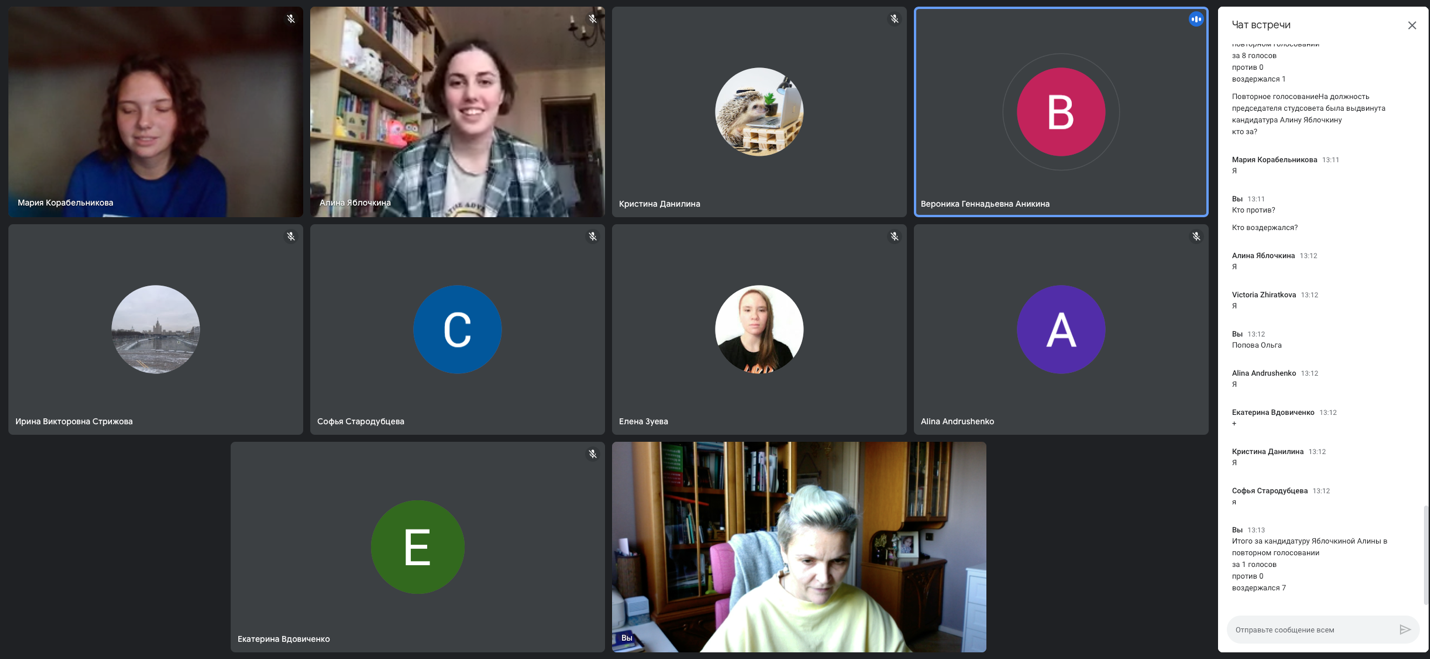 Мария Корабельникова
Алина Яблочкина
Кристина Данилина
В
Вероника Геннадьевна Аникина
Ирина Викторовна Стрижова
С
Софья Стародубцева
Елена Зуева
A
Alina Andrushenko
Е
Екатерина Вдовиченко
Вы
Чат встречи
повторном голосовании
за 8 голосов
против 0
воздержался 1
Повторное голосованиеНа должность
председателя студсовета была выдвинута
кандидатура Алину Яблочкину
кто за?
Мария Корабельникова 13:11
Я
Вы 13:11
Кто против?
Кто воздержался?
Алина Яблочкина 13:12
Я
Victoria Zhiratkova 13:12
Я
Вы 13:12
Попова Ольга
Alina Andrushenko 13:12
Я
Екатерина Вдовиченко 13:12
+
Кристина Данилина 13:12
Я
Софья Стародубцева 13:12
я
Вы 13:13
Итого за кандидатуру Яблочкиной Алины в
повторном голосовании
за 1 голосов
против 0
воздержался 7
Отправьте сообщение всем